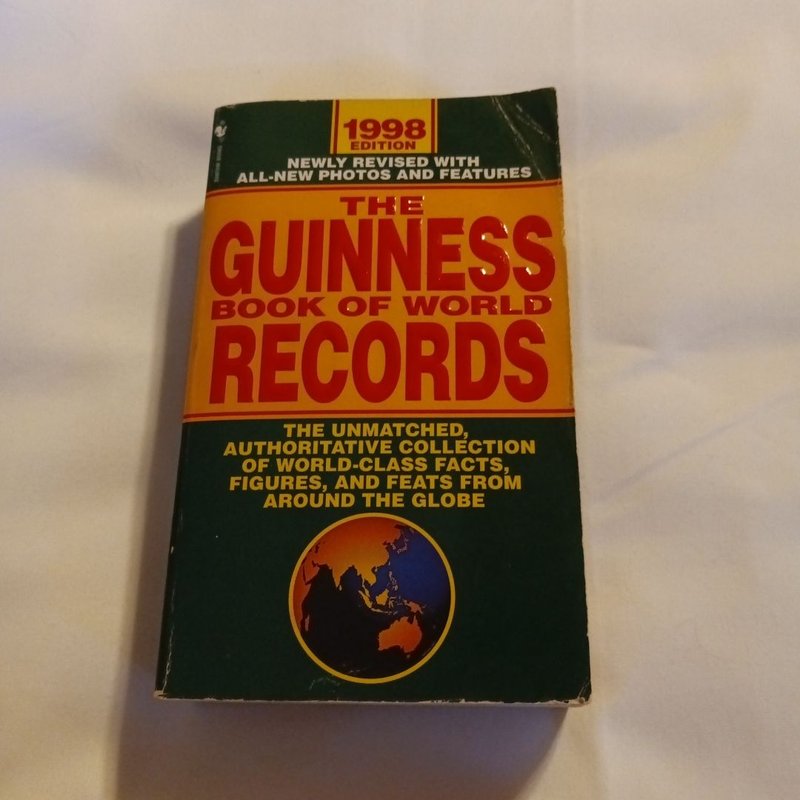 1998
EDITION
NEWLY REVISED WITH
ALL-NEW PHOTOS AND FEATURES
THE
GUINNESS
BOOK OF WORLD
RECORDS
THE UNMATCHED,
AUTHORITATIVE COLLECTION
OF WORLD-CLASS FACTS,
FIGURES, AND FEATS FROM
AROUND THE GLOBE